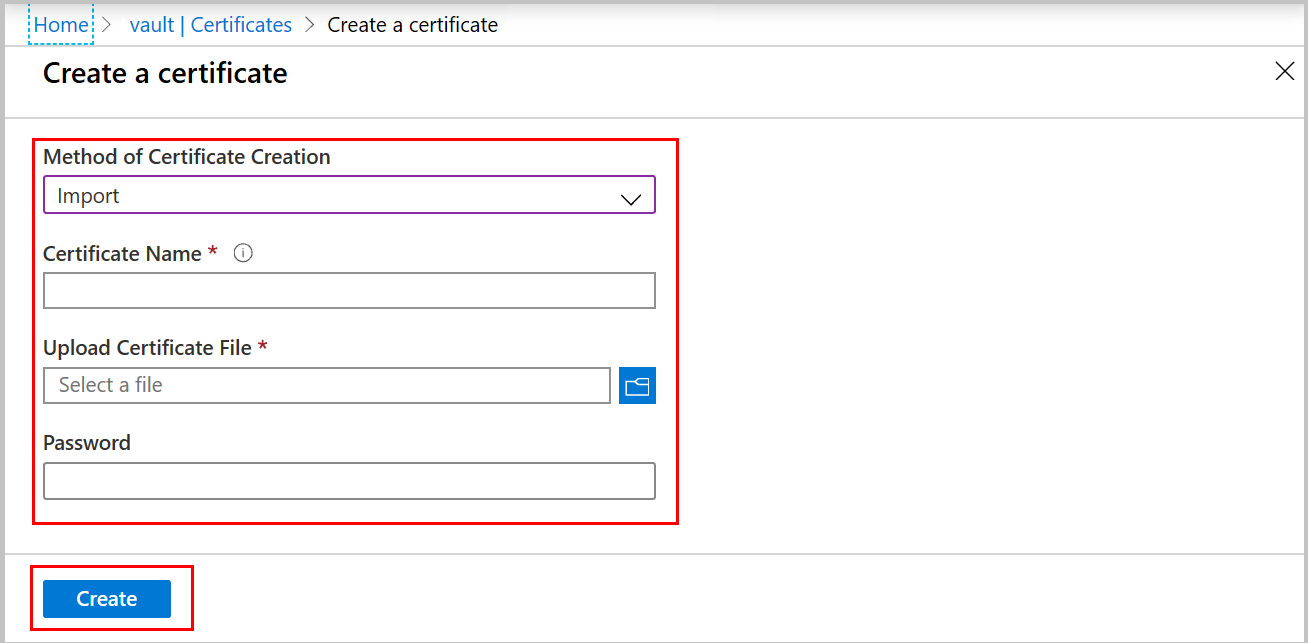 Home > vault | Certificates > Create a certificate
Create a certificate
Method of Certificate Creation
Import
Certificate Name *
Upload Certificate File *
Select a file
Password
Create